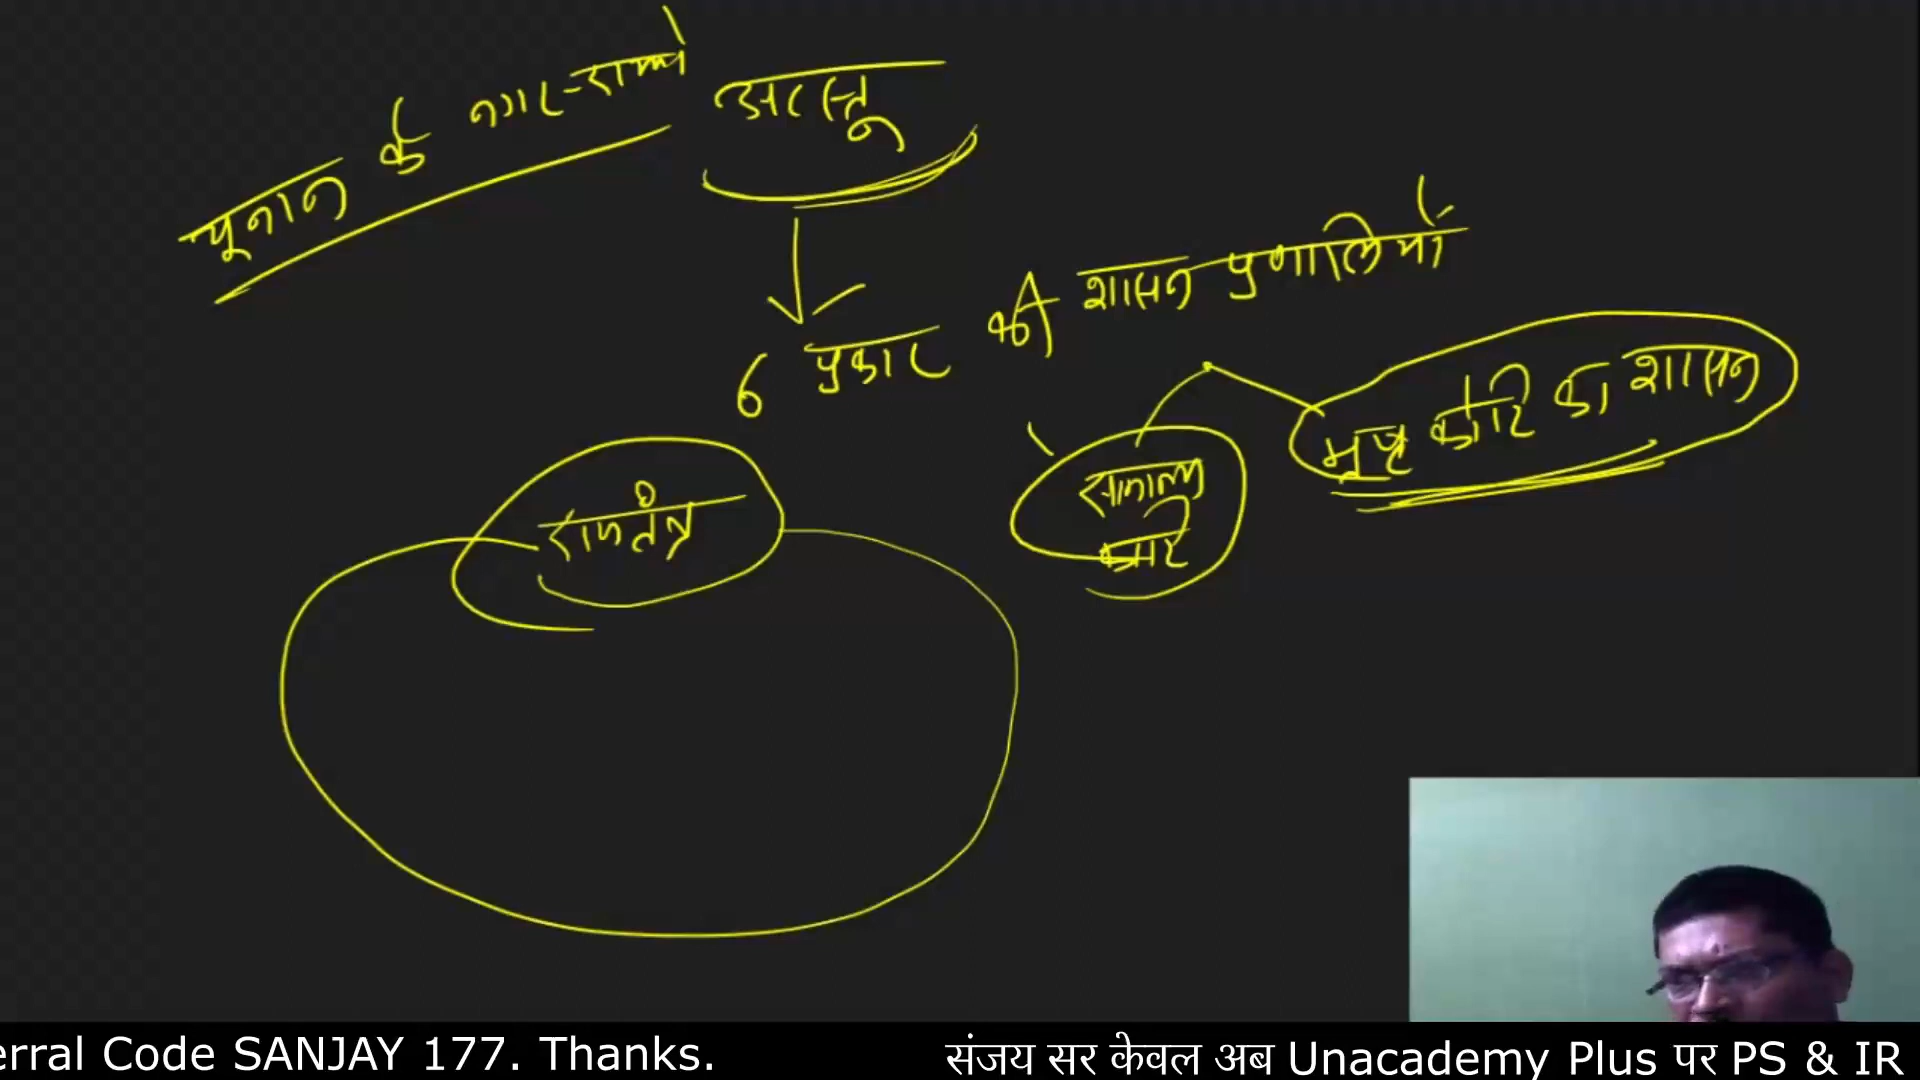 यूनान के नगर-राज्यों
अरस्तू
6 प्रकार की शासन प्रणालियाँ
भ्रष्ट कोटि का शासन
सामान्य कोटि
राजतंत्र
erral Code SANJAY 177. Thanks. संजय सर केवल अब Unacademy Plus पर PS & IR